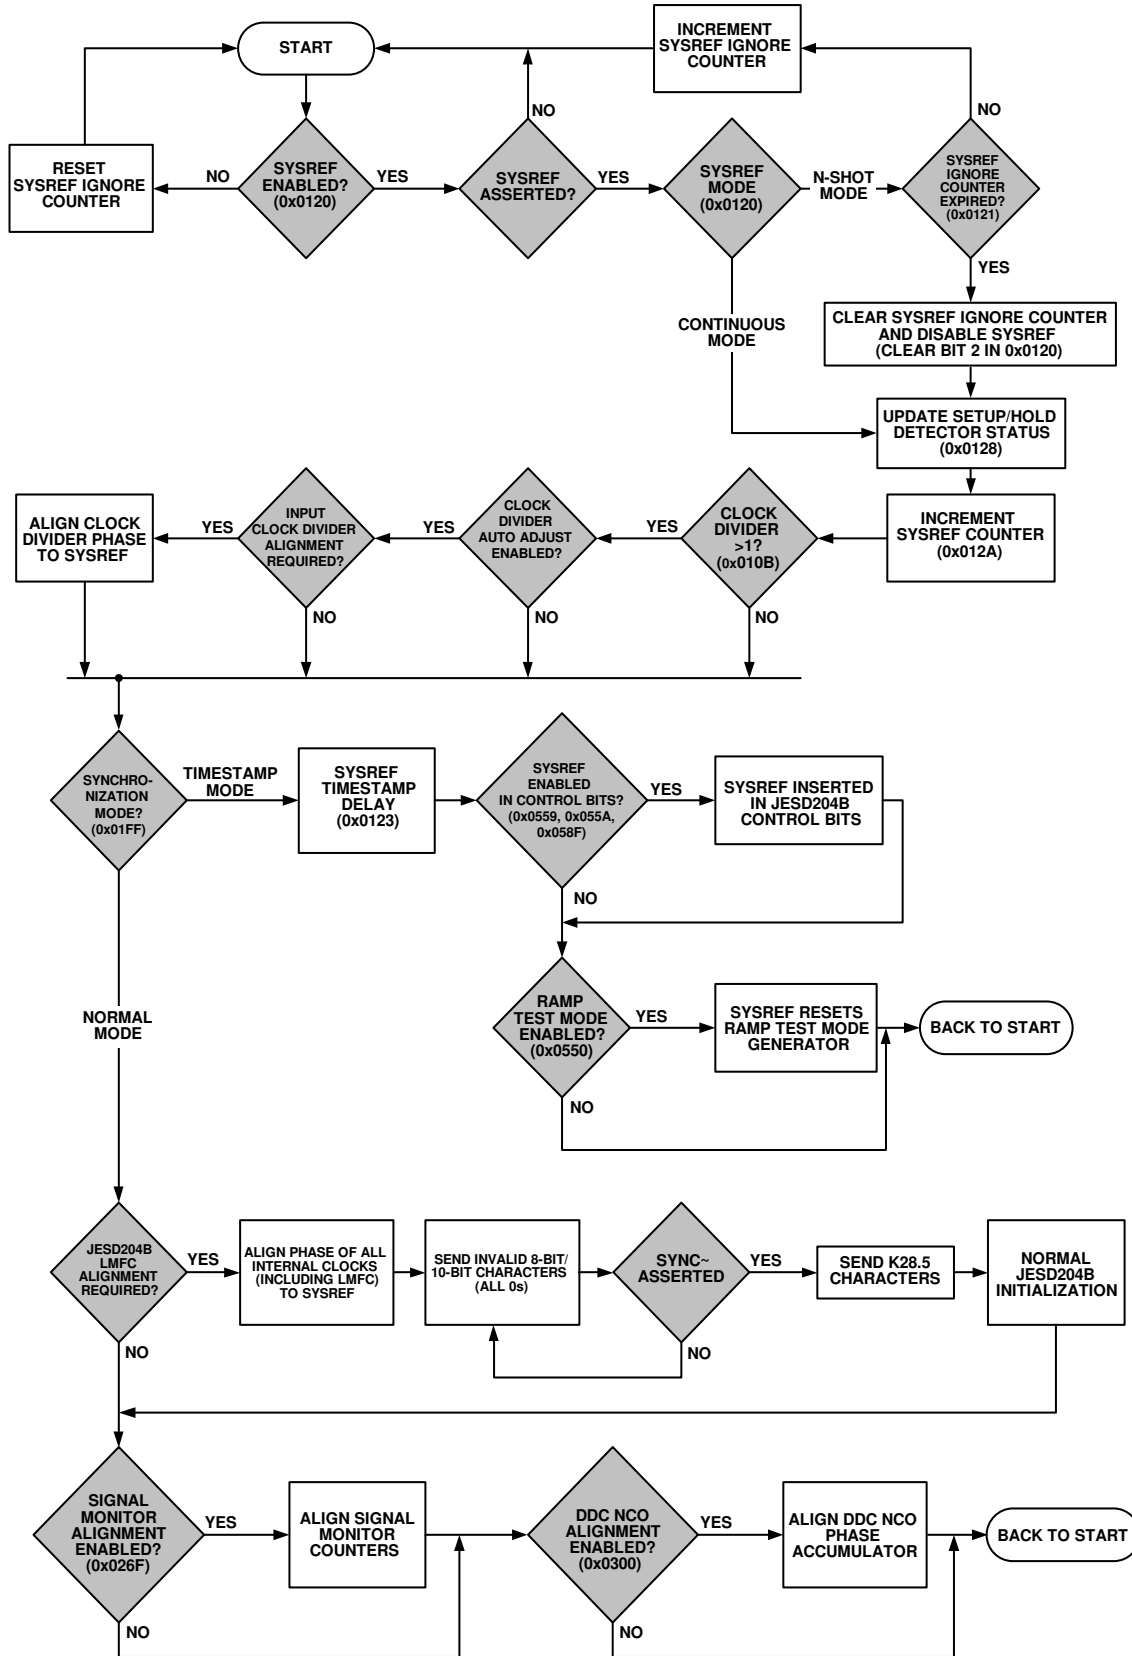 START
INCREMENT
SYSREF IGNORE
COUNTER
NO
NO
RESET
SYSREF IGNORE
COUNTER
NO
SYSREF
ENABLED?
(0x0120)
YES
SYSREF
ASSERTED?
YES
SYSREF
MODE
(0x0120)
N-SHOT
MODE
SYSREF
IGNORE
COUNTER
EXPIRED?
(0x0121)
YES
CONTINUOUS
MODE
CLEAR SYSREF IGNORE COUNTER
AND DISABLE SYSREF
(CLEAR BIT 2 IN 0x0120)
UPDATE SETUP/HOLD
DETECTOR STATUS
(0x0128)
ALIGN CLOCK
DIVIDER PHASE
TO SYSREF
YES
INPUT
CLOCK DIVIDER
ALIGNMENT
REQUIRED?
YES
CLOCK
DIVIDER
AUTO ADJUST
ENABLED?
YES
CLOCK
DIVIDER
>1?
(0x010B)
INCREMENT
SYSREF COUNTER
(0x012A)
NO
NO
NO
SYNCHRO-
NIZATION
MODE?
(0x01FF)
TIMESTAMP
MODE
SYSREF
TIMESTAMP
DELAY
(0x0123)
SYSREF
ENABLED
IN CONTROL BITS?
(0x0559, 0x055A,
0x058F)
YES
SYSREF INSERTED
IN JESD204B
CONTROL BITS
NO
NORMAL
MODE
RAMP
TEST MODE
ENABLED?
(0x0550)
YES
SYSREF RESETS
RAMP TEST MODE
GENERATOR
BACK TO START
NO
JESD204B
LMFC
ALIGNMENT
REQUIRED?
YES
ALIGN PHASE OF ALL
INTERNAL CLOCKS
(INCLUDING LMFC)
TO SYSREF
SEND INVALID 8-BIT/
10-BIT CHARACTERS
(ALL 0s)
SYNC~
ASSERTED
YES
SEND K28.5
CHARACTERS
NORMAL
JESD204B
INITIALIZATION
NO
NO
SIGNAL
MONITOR
ALIGNMENT
ENABLED?
(0x026F)
YES
ALIGN SIGNAL
MONITOR
COUNTERS
DDC NCO
ALIGNMENT
ENABLED?
(0x0300)
YES
ALIGN DDC NCO
PHASE
ACCUMULATOR
BACK TO START
NO
NO